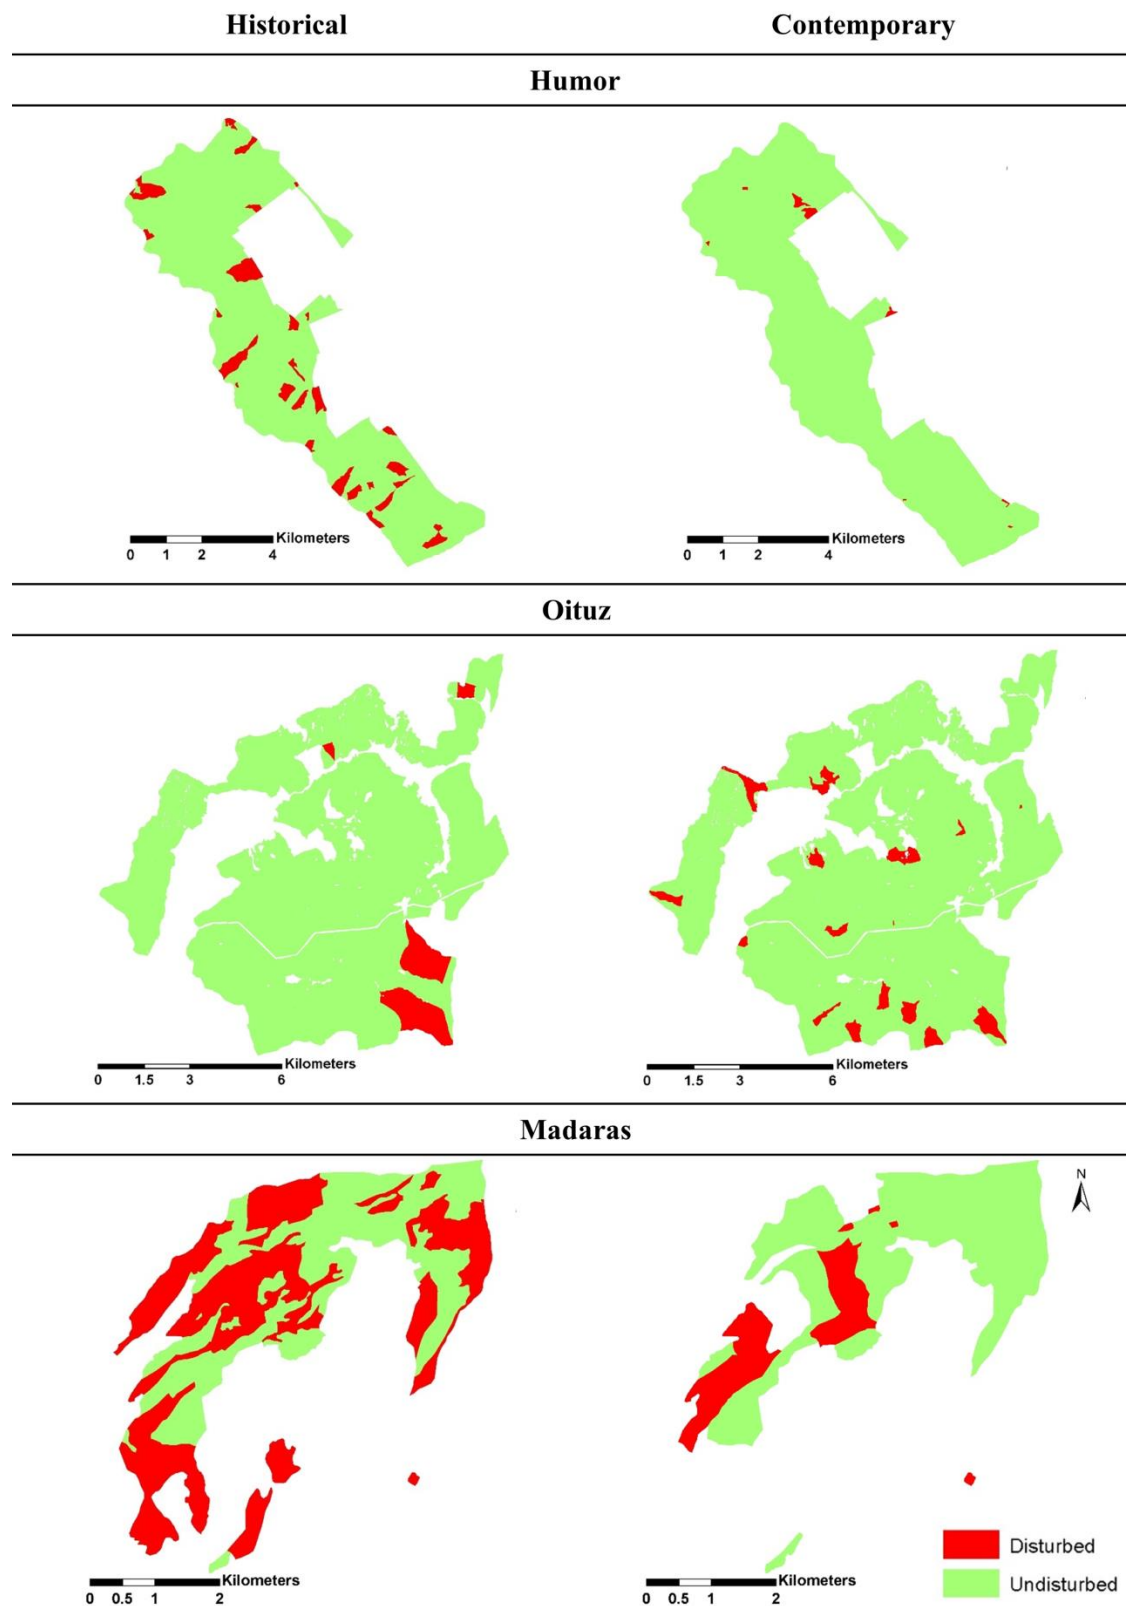 Historical Contemporary
Humor
Kilometers
0 1 2 4
Kilometers
0 1 2 4
Oituz
Kilometers
0 1.5 3 6
Kilometers
0 1.5 3 6
Madaras
N
Disturbed
Undisturbed
Kilometers
0 0.5 1 2
Kilometers
0 0.5 1 2